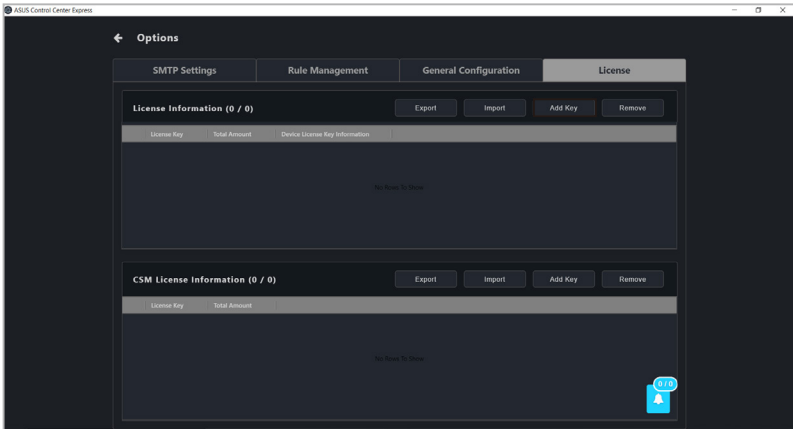 ASUS Control Center Express
Options
SMTP Settings Rule Management General Configuration License
License Information (0 / 0) Export Import Add Key Remove
License Key Total Amount Device License Key Information
No Rows To Show
CSM License Information (0 / 0) Export Import Add Key Remove
License Key Total Amount
No Rows To Show
0 / 0